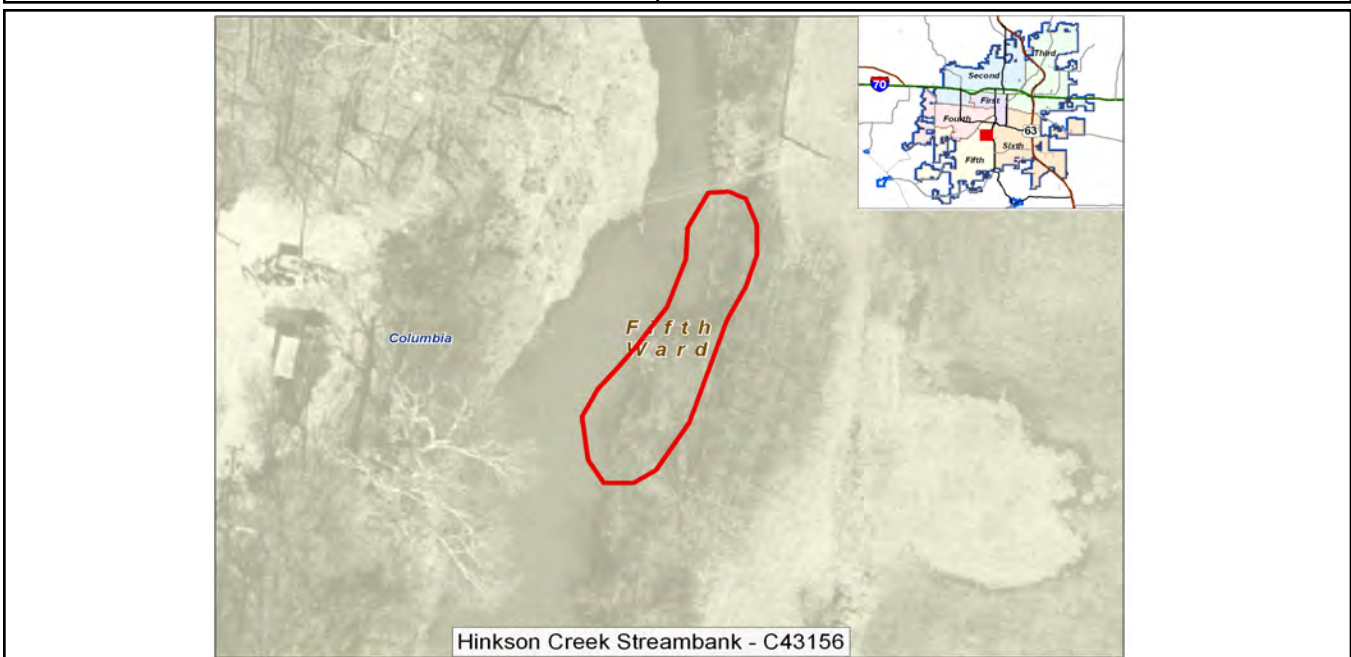 Third
Second
70
First
Fourth
63
Sixth
Fifth
Fifth
Ward
Columbia
Hinkson Creek Streambank - C43156